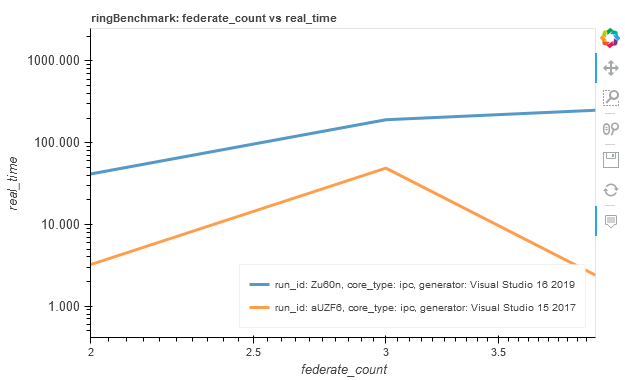 ringBenchmark: federate_count vs real_time
1000.000
100.000
10.000
1.000
real_time
run_id: Zu60n, core_type: ipc, generator: Visual Studio 16 2019
run_id: aUZF6, core_type: ipc, generator: Visual Studio 15 2017
2
2.5
3
3.5
federate_count